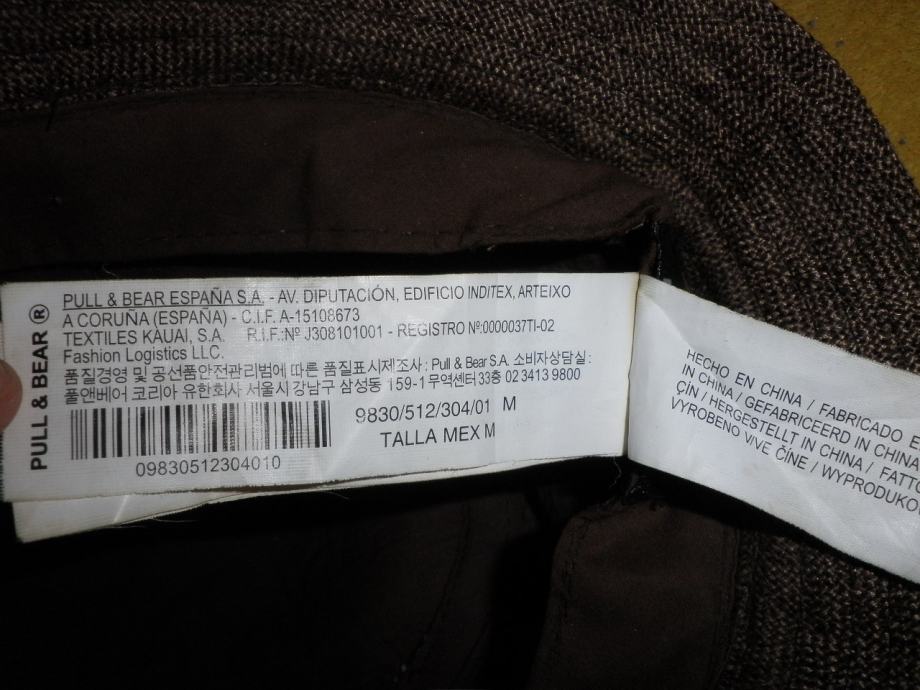 PULL & BEAR ®
PULL & BEAR ESPAÑA S.A. - AV. DIPUTACIÓN, EDIFICIO INDITEX, ARTEIXO
A CORUÑA (ESPAÑA) - C.I.F. A-15108673
TEXTILES KAUAI, S.A. R.I.F.:Nº J308101001 - REGISTRO Nº:0000037TI-02
Fashion Logistics LLC.
품질경영 및 공산품안전관리법에 따른 품질표시제조사 : Pull & Bear S.A. 소비자상담실 :
풀앤베어 코리아 유한회사 서울시 강남구 삼성동 159-1 무역센터 33층 02 3413 9800
9830/512/304/01 M
TALLA MEX M
09830512304010
HECHO EN CHINA / FABRICADO E
IN CHINA / GEFABRICEERD IN CHINA
ÇİN / HERGESTELLT IN CHINA / FATTO
VYROBENO V/VE ČÍNE / WYPRODUKO